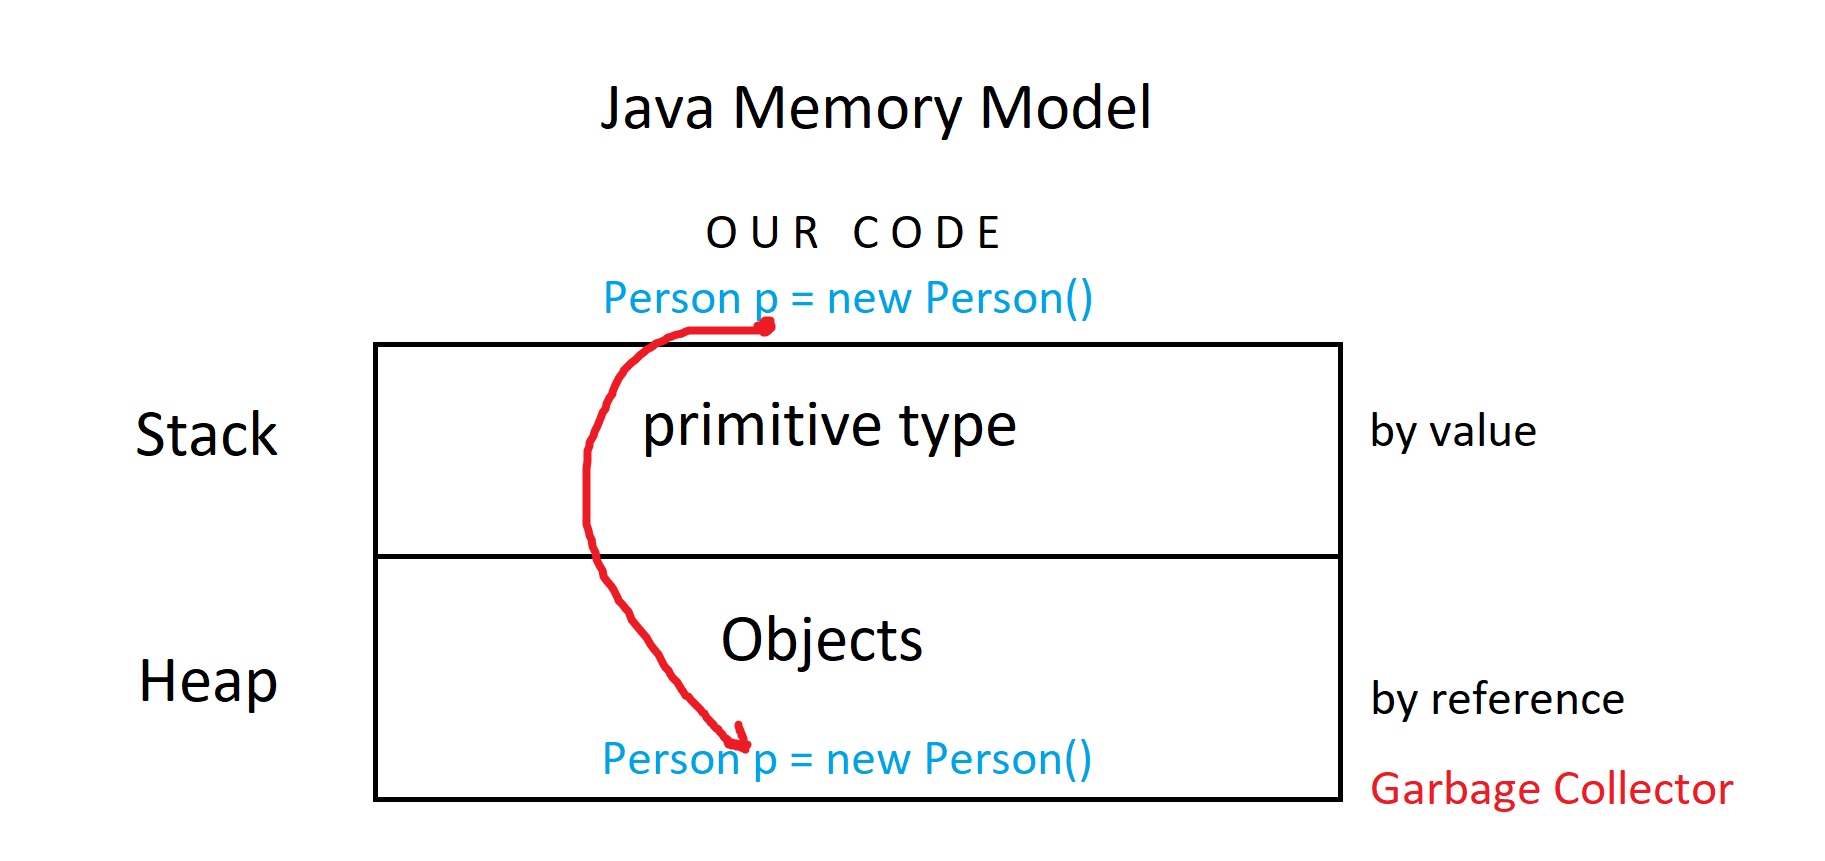 Java Memory Model
OUR CODE
Person p = new Person()
Stack
primitive type
by value
Heap
Objects
by reference
Person p = new Person()
Garbage Collector